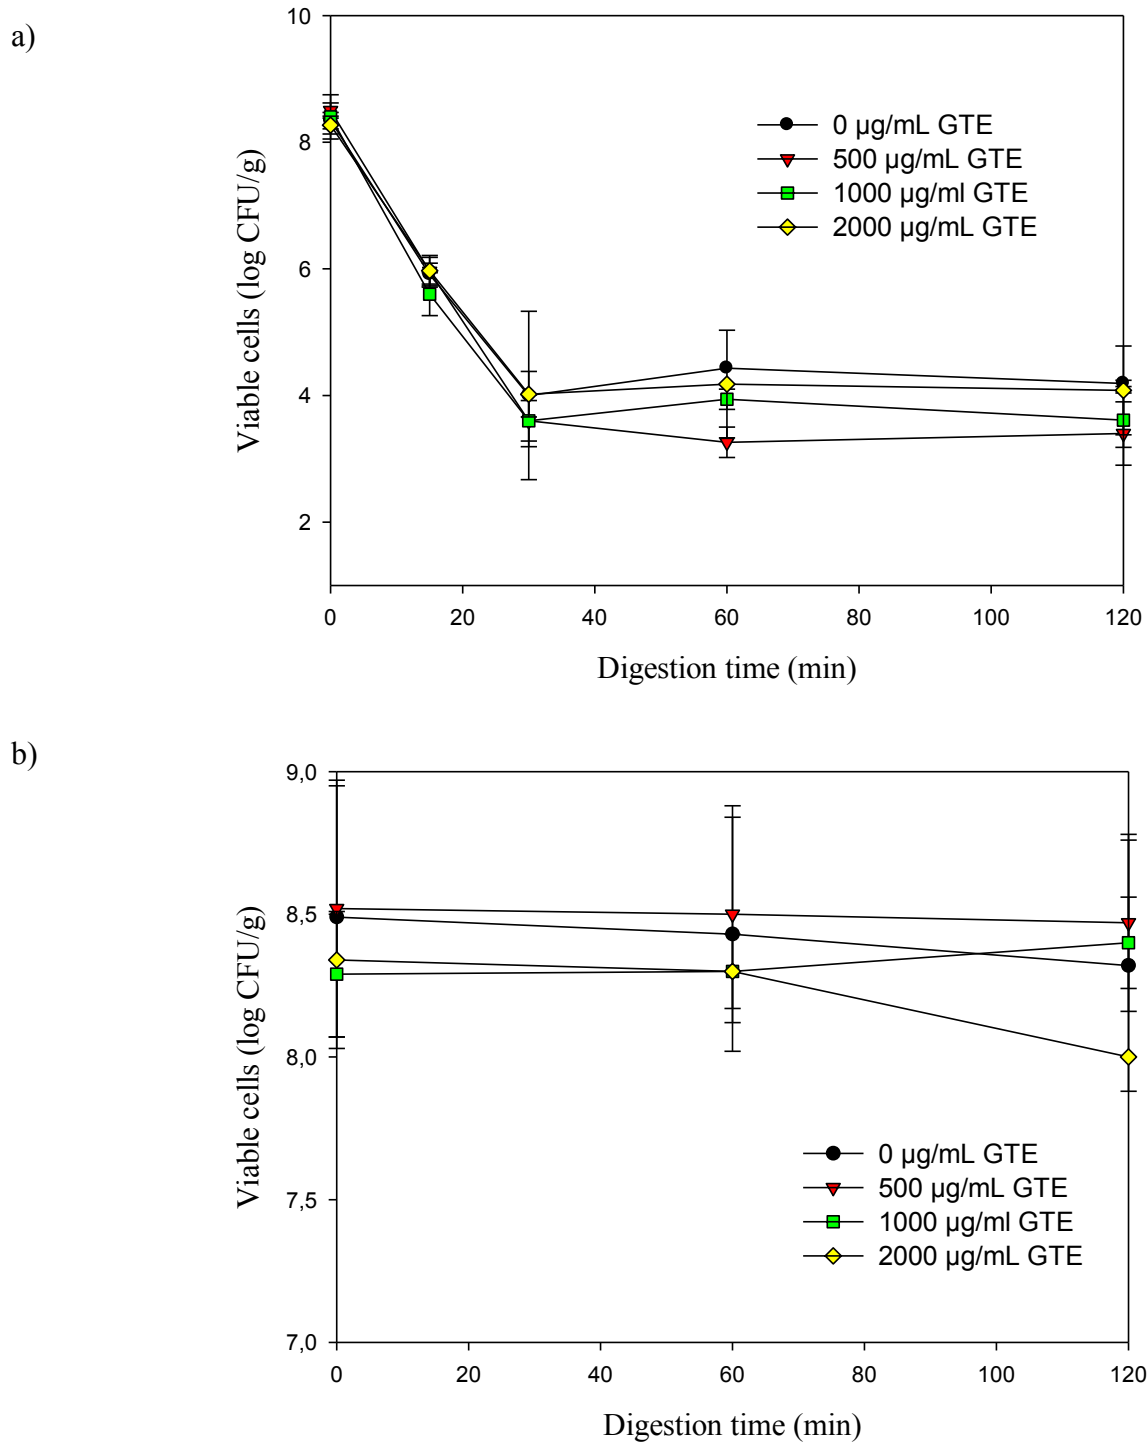 a)
10
8
6
4
2
Viable cells (log CFU/g)
0 µg/mL GTE
500 µg/mL GTE
1000 µg/ml GTE
2000 µg/mL GTE
0 20 40 60 80 100 120
Digestion time (min)
b)
9,0
8,5
8,0
7,5
7,0
Viable cells (log CFU/g)
0 µg/mL GTE
500 µg/mL GTE
1000 µg/ml GTE
2000 µg/mL GTE
0 20 40 60 80 100 120
Digestion time (min)